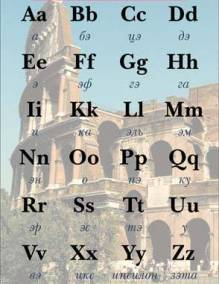 Aa Bb Cc Dd
а бэ цэ дэ
Ee Ff Gg Hh
э эф гэ га
Ii Kk Ll Mm
и ка эль эм
Nn Oo Pp Qq
эн о пэ ку
Rr Ss Tt Uu
эр эс тэ у
Vv Xx Yy Zz
вэ икс ипсилон зэта